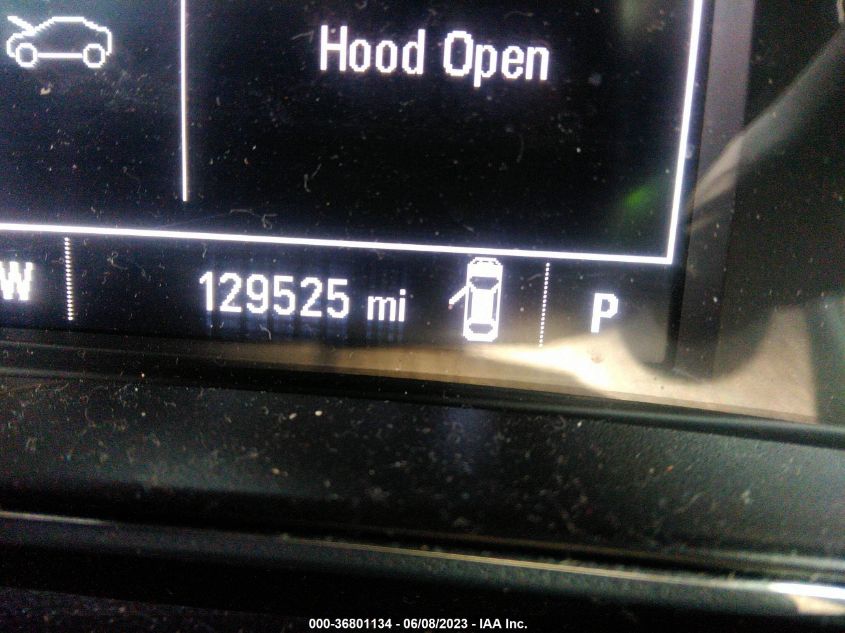 Hood Open
W
129525 mi
P
000-36801134 - 06/08/2023 - IAA Inc.